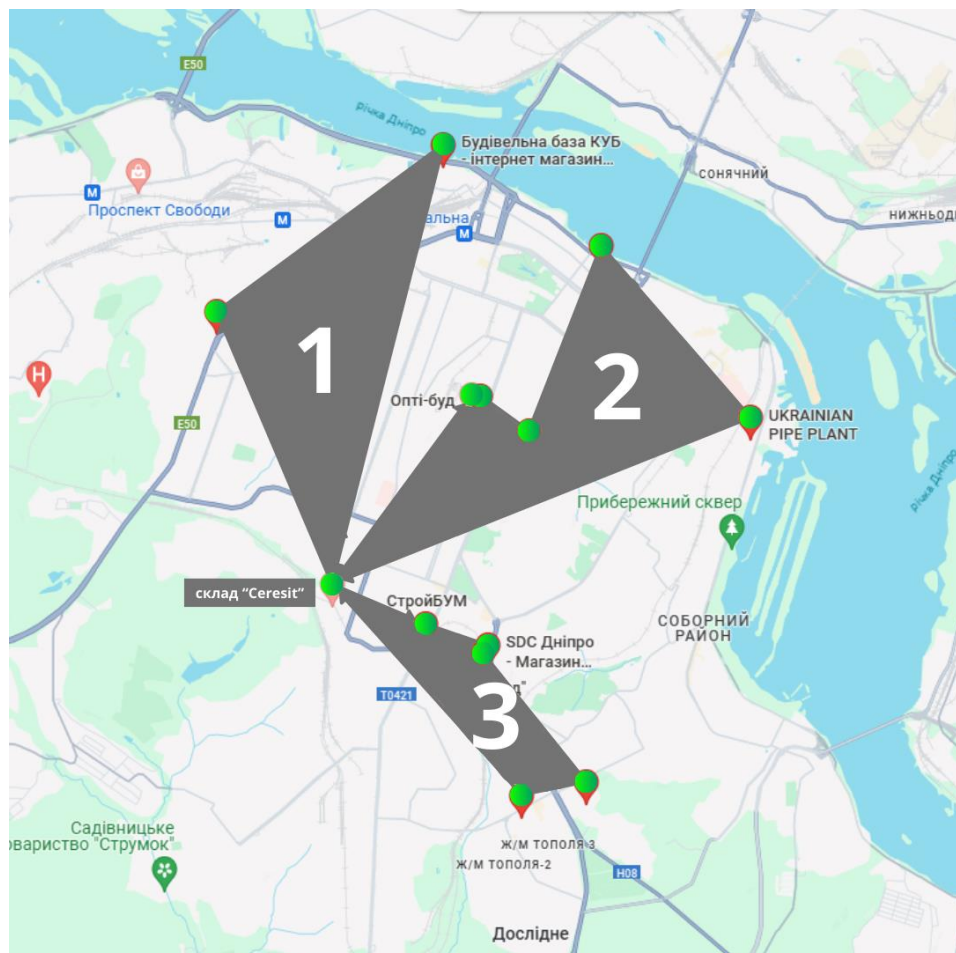 E50
річка Дніпро
Будівельна база КУБ
- інтернет магазин...
СОНЯЧНИЙ
M
Проспект Свободи
M
альна
M
НИЖНЬОД
1
H
Опті-буд
2
UKRAINIAN
PIPE PLANT
E50
річка Дніпро
Прибережний сквер
склад “Ceresit”
СтройБУМ
СОБОРНИЙ
РАЙОН
SDC Дніпро
- Магазин...
д"
T0421
3
Садівницьке
овариство "Струмок"
Ж/М ТОПОЛЯ-3
Ж/М ТОПОЛЯ-2
H08
Дослідне